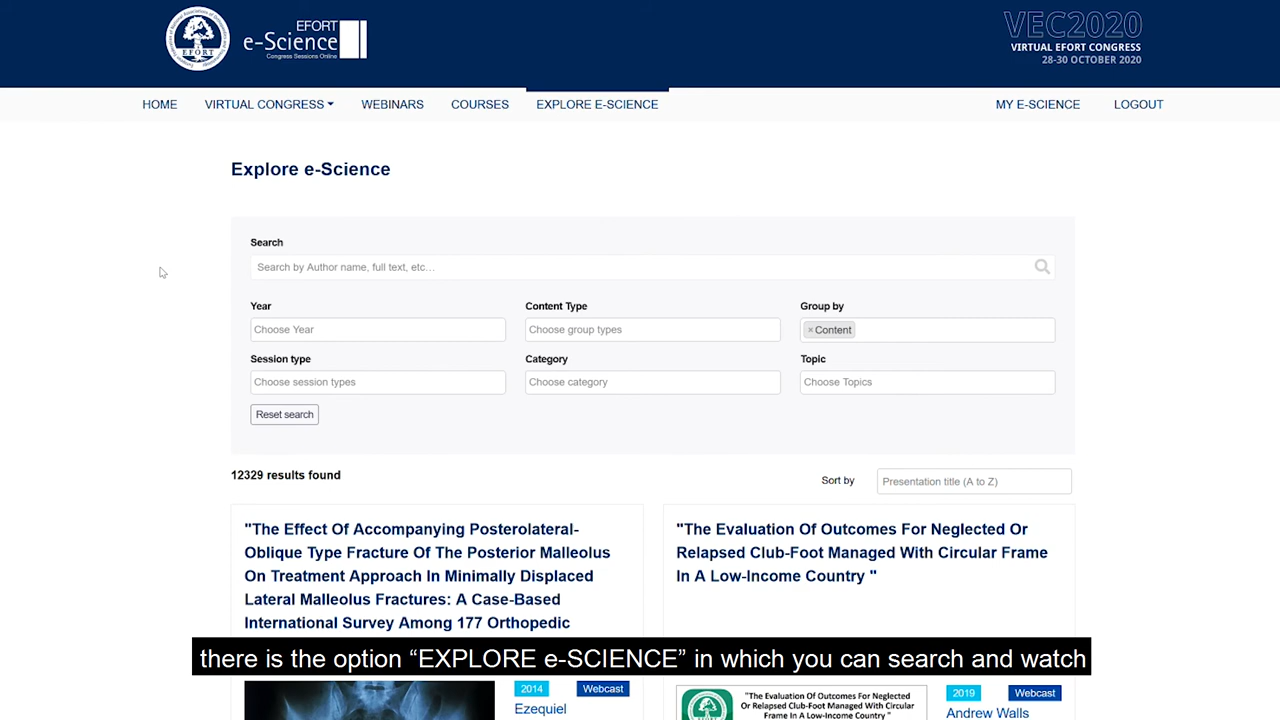 EFORT
EFORT
e-Science
Congress Sessions Online
VEC2020
VIRTUAL EFORT CONGRESS
28-30 OCTOBER 2020
HOME
VIRTUAL CONGRESS
WEBINARS
COURSES
EXPLORE E-SCIENCE
MY E-SCIENCE
LOGOUT
Explore e-Science
Search
Search by Author name, full text, etc…
Year
Content Type
Group by
Choose Year
Choose group types
×Content
Session type
Category
Topic
Choose session types
Choose category
Choose Topics
Reset search
12329 results found
Sort by
Presentation title (A to Z)
"The Effect Of Accompanying Posterolateral-
Oblique Type Fracture Of The Posterior Malleolus
On Treatment Approach In Minimally Displaced
Lateral Malleolus Fractures: A Case-Based
International Survey Among 177 Orthopedic
"The Evaluation Of Outcomes For Neglected Or
Relapsed Club-Foot Managed With Circular Frame
In A Low-Income Country "
there is the option “EXPLORE e-SCIENCE” in which you can search and watch
2014
Webcast
Ezequiel
"The Evaluation Of Outcomes For Neglected
Or Relapsed Club-Foot Managed With Circular
Frame In A Low-Income Country "
2019
Webcast
Andrew Walls